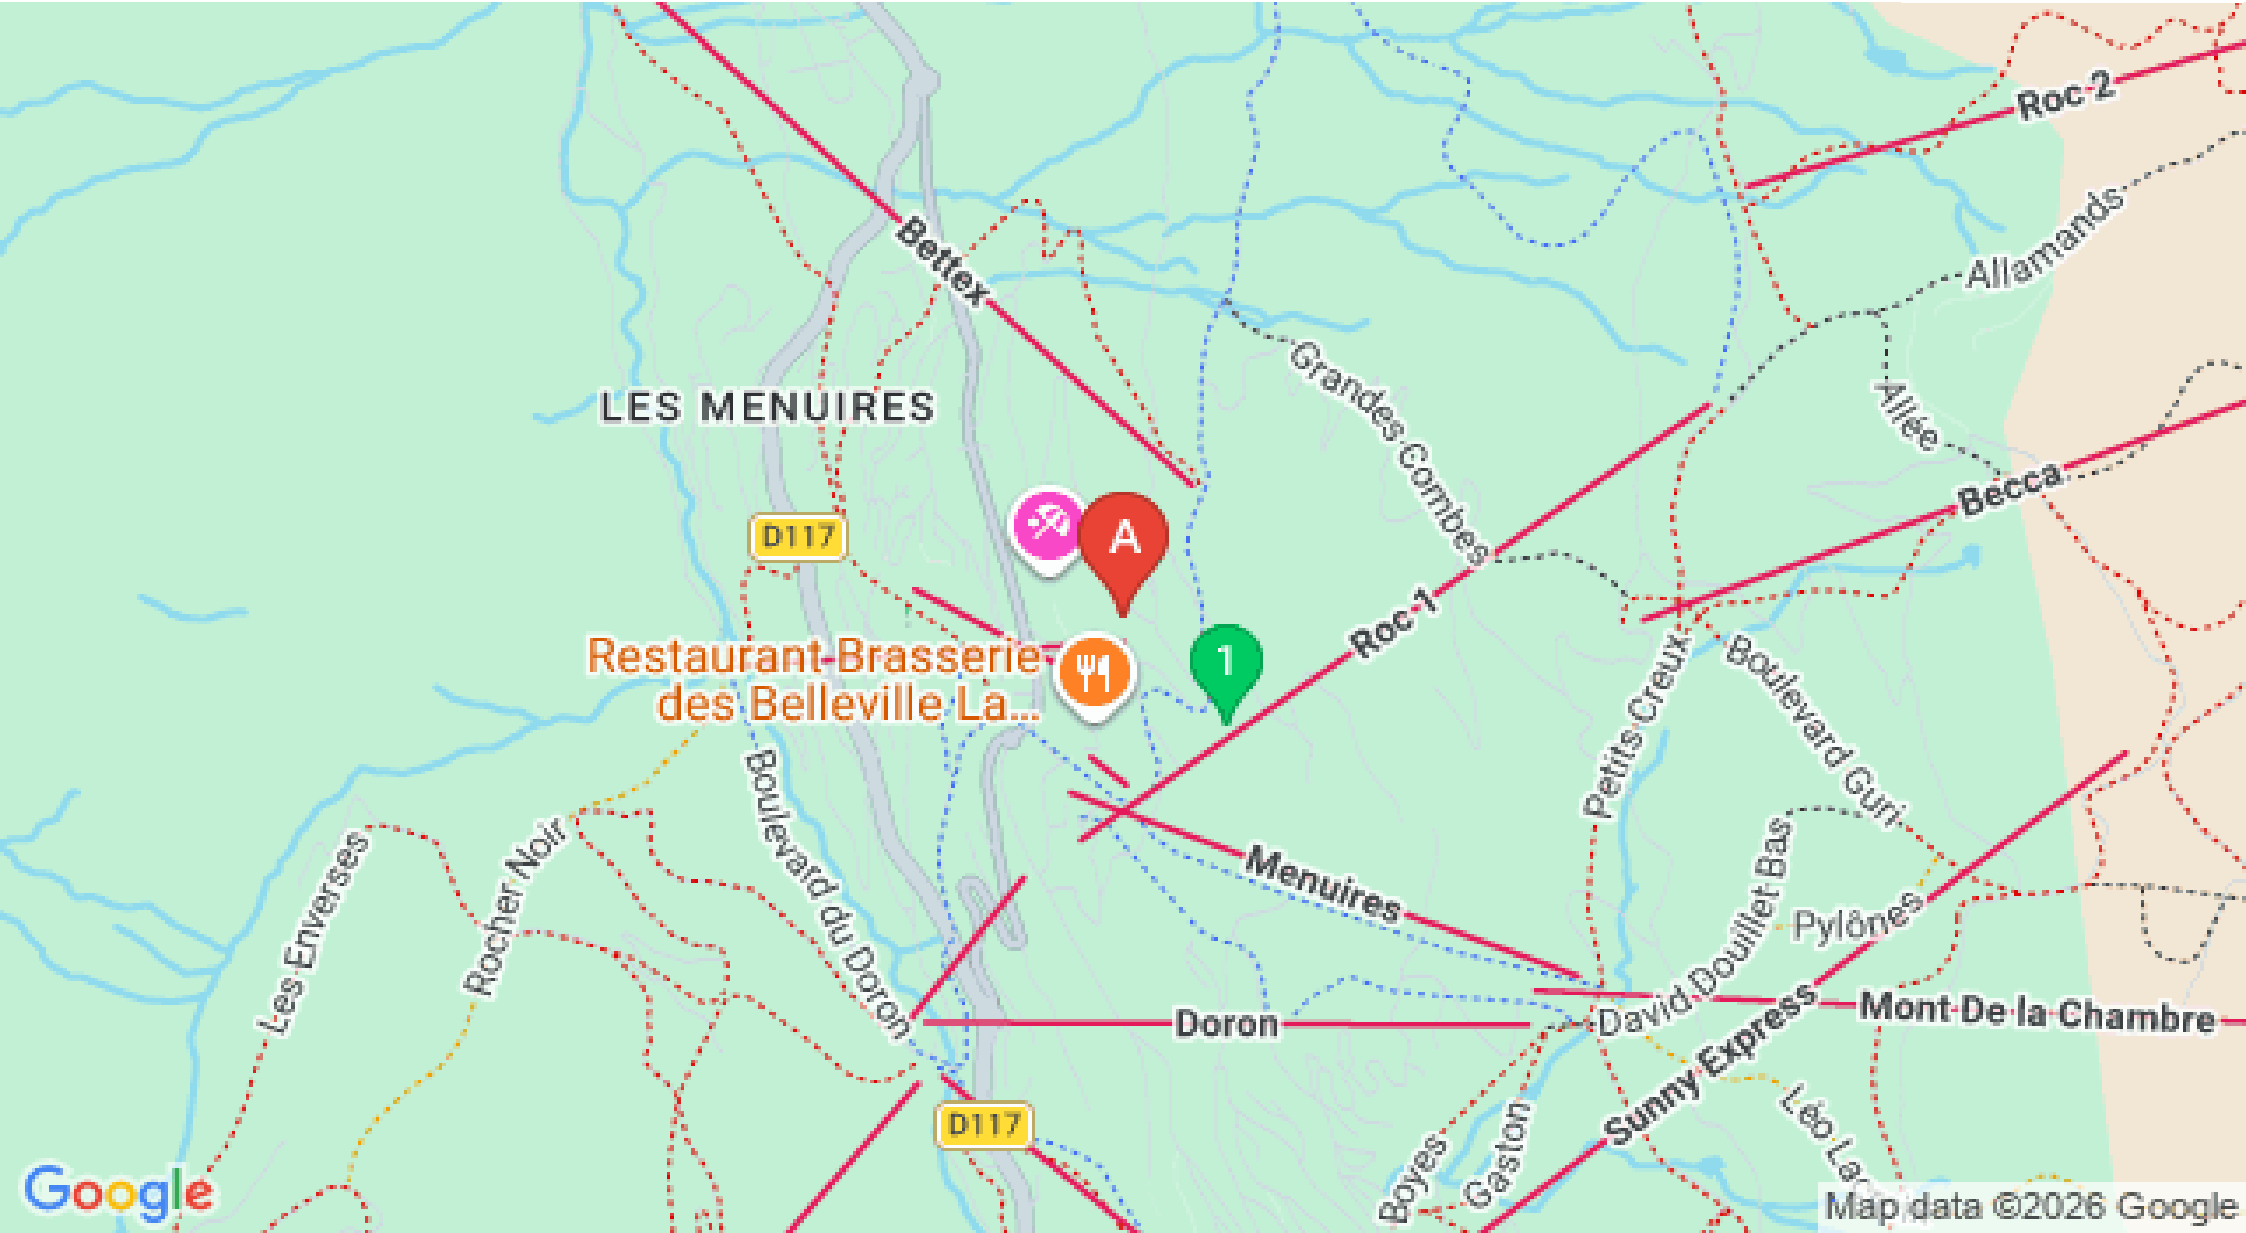 Roc 2
Allamands
Bettex
Grandes Combes
LES MENUIRES
Allée
Becca
D117
A
Roc 1
Restaurant Brasserie
des Belleville La...
1
Petits Creux
Boulevard Guri
Boulevard du Doron
Les Enverses
Rocher Noir
Menuires
David Douillet Bas
Pylônes
Doron
Mont De la Chambre
Sunny Express
D117
Boyes
Gaston
Léo Lac
Google
Map data ©2026 Google